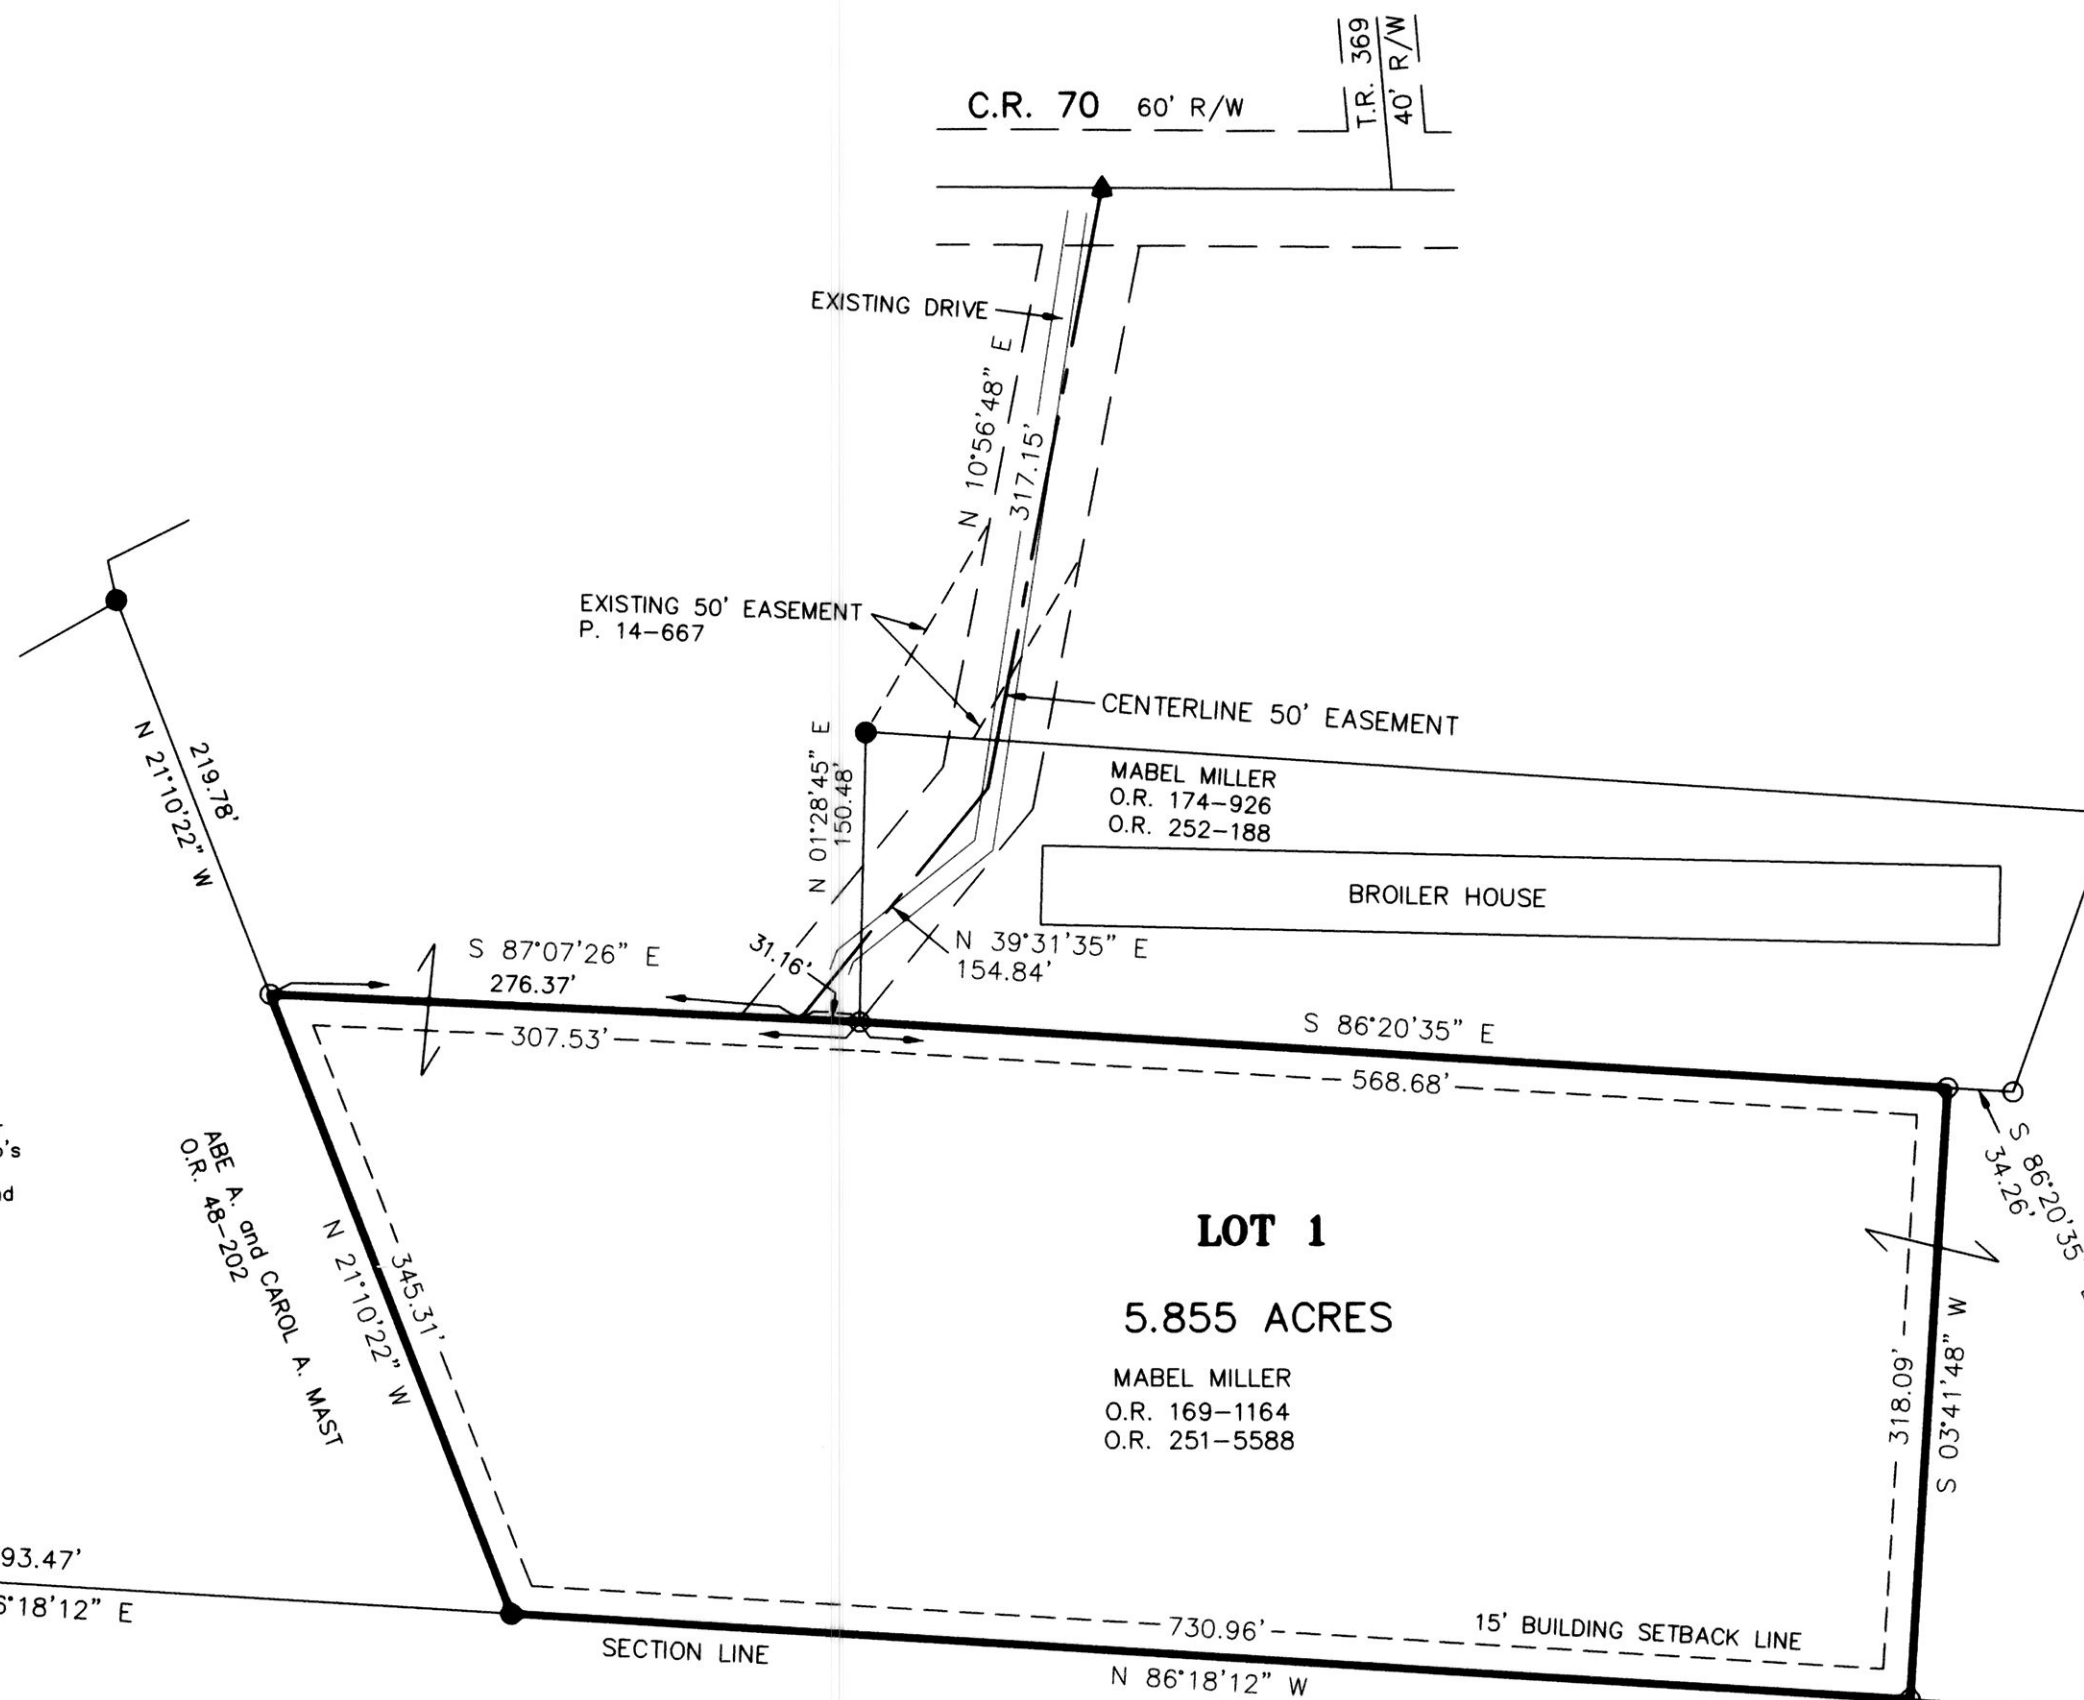 T.R. 369
40' R/W
C.R. 70 60' R/W
EXISTING DRIVE
N 10°56'48" E
317.15'
EXISTING 50' EASEMENT
P. 14-667
CENTERLINE 50' EASEMENT
219.78'
N 21°10'22" W
N 01°28'45" E
150.48'
MABEL MILLER
O.R. 174-926
O.R. 252-188
BROILER HOUSE
S 87°07'26" E
276.37'
31.16'
N 39°31'35" E
154.84'
307.53'
S 86°20'35" E
568.68'
S 86°20'35
34.26'
's
d
ABE A. and CAROL A. MAST
O.R. 48-202
345.31'
N 21°10'22" W
LOT 1
5.855 ACRES
MABEL MILLER
O.R. 169-1164
O.R. 251-5588
318.09'
S 03°41'48" W
93.47'
6°18'12" E
SECTION LINE
730.96'
15' BUILDING SETBACK LINE
N 86°18'12" W